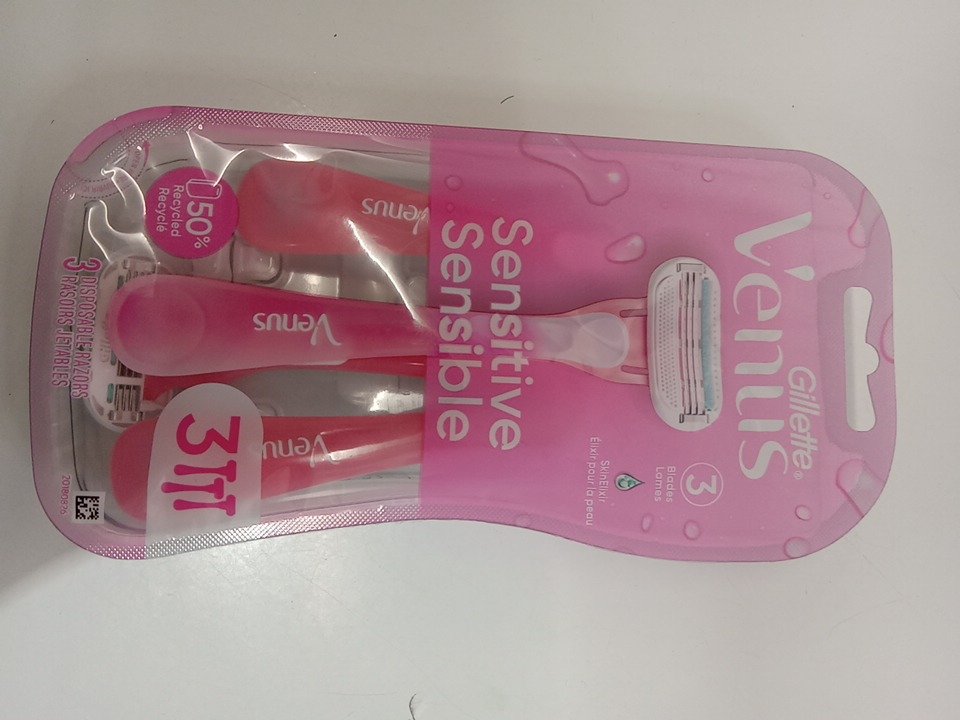 Gillette®
Venus
3
Blades
Lames
SkinElixir
Élixir pour la peau
Sensitive
Sensible
Venus
Venus
Venus
50%
Recycled
Recyclé
3
3 DISPOSABLE RAZORS
RASOIRS JETABLES